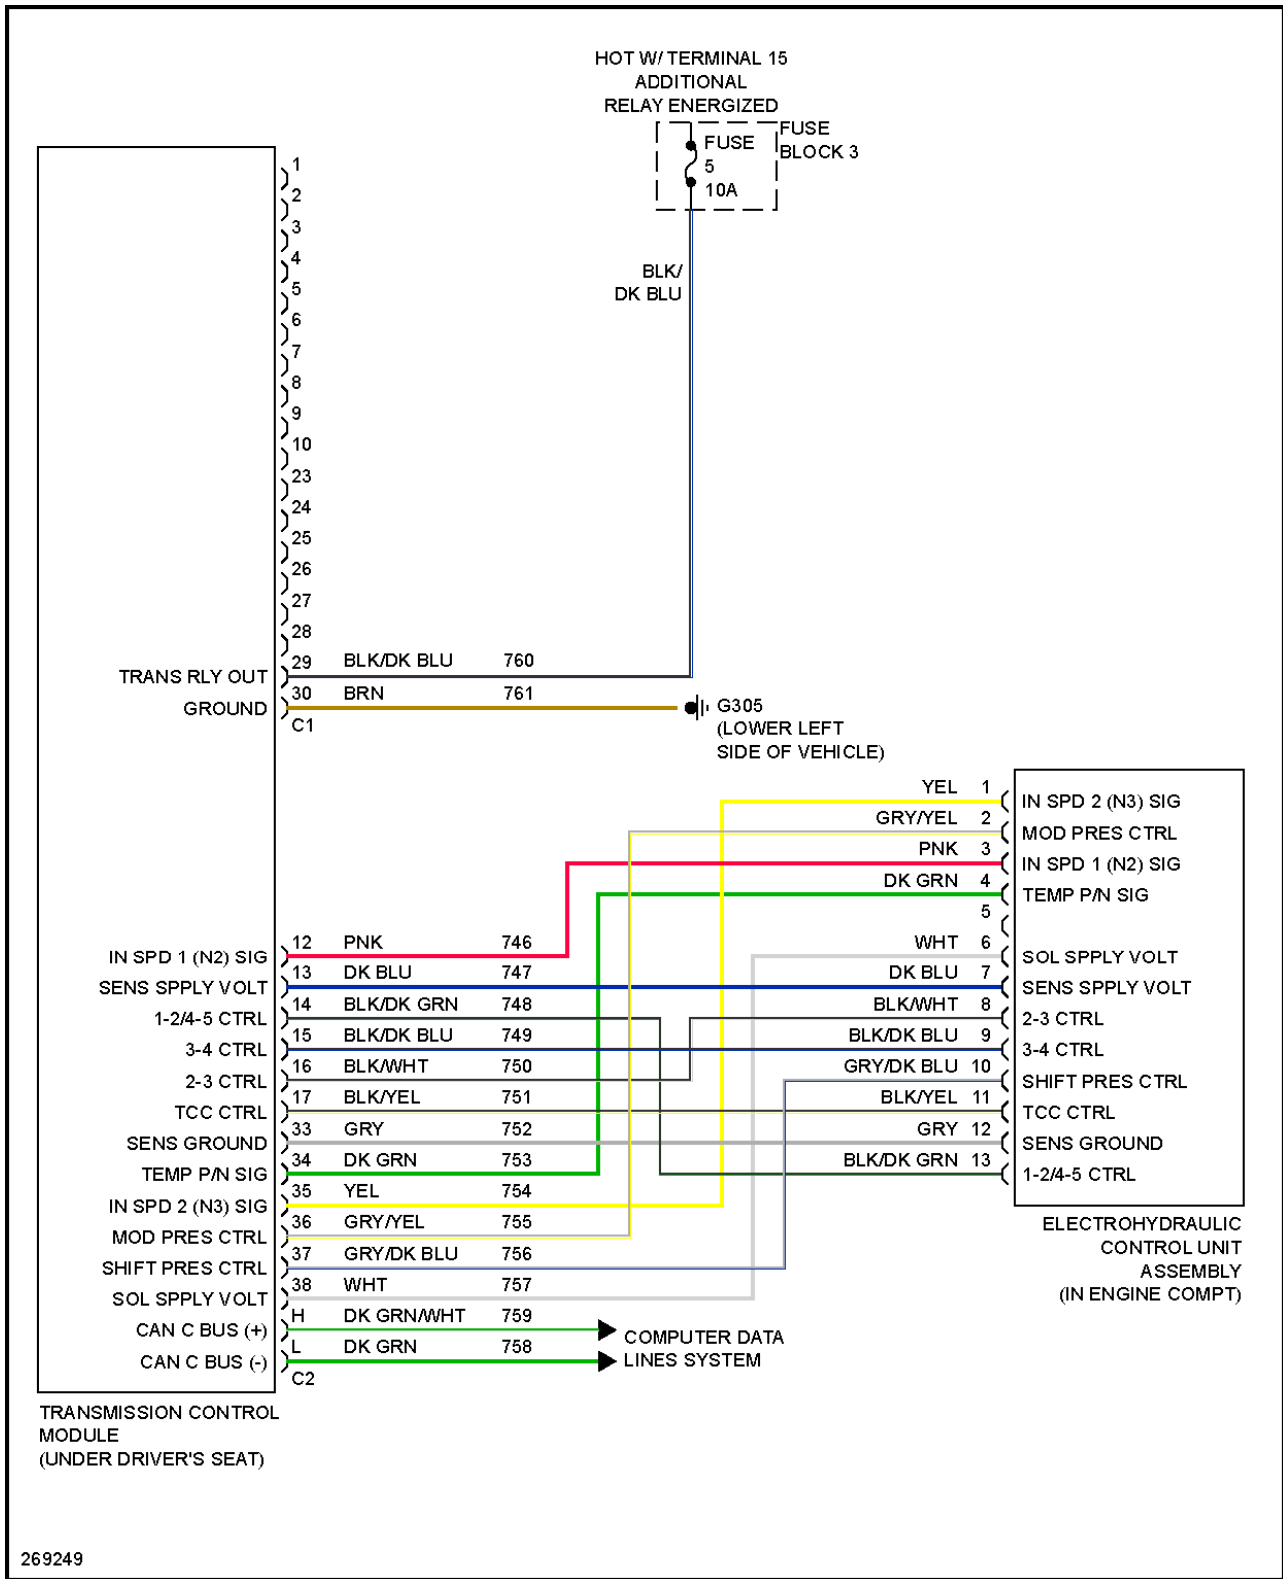 HOT W/ TERMINAL 15
ADDITIONAL
RELAY ENERGIZED
FUSE
5
10A
FUSE
BLOCK 3
BLK/
DK BLU
1
2
3
4
5
6
7
8
9
10
23
24
25
26
27
28
TRANS RLY OUT 29 BLK/DK BLU 760
GROUND 30 BRN 761
C1
G305
(LOWER LEFT
SIDE OF VEHICLE)
YEL 1 IN SPD 2 (N3) SIG
GRY/YEL 2 MOD PRES CTRL
PNK 3 IN SPD 1 (N2) SIG
DK GRN 4 TEMP P/N SIG
5
WHT 6 SOL SPPLY VOLT
DK BLU 7 SENS SPPLY VOLT
BLK/WHT 8 2-3 CTRL
BLK/DK BLU 9 3-4 CTRL
GRY/DK BLU 10 SHIFT PRES CTRL
BLK/YEL 11 TCC CTRL
GRY 12 SENS GROUND
BLK/DK GRN 13 1-2/4-5 CTRL
ELECTROHYDRAULIC
CONTROL UNIT
ASSEMBLY
(IN ENGINE COMPT)
IN SPD 1 (N2) SIG 12 PNK 746
SENS SPPLY VOLT 13 DK BLU 747
1-2/4-5 CTRL 14 BLK/DK GRN 748
3-4 CTRL 15 BLK/DK BLU 749
2-3 CTRL 16 BLK/WHT 750
TCC CTRL 17 BLK/YEL 751
SENS GROUND 33 GRY 752
TEMP P/N SIG 34 DK GRN 753
IN SPD 2 (N3) SIG 35 YEL 754
MOD PRES CTRL 36 GRY/YEL 755
SHIFT PRES CTRL 37 GRY/DK BLU 756
SOL SPPLY VOLT 38 WHT 757
CAN C BUS (+) H DK GRN/WHT 759
CAN C BUS (-) L DK GRN 758
C2
COMPUTER DATA
LINES SYSTEM
TRANSMISSION CONTROL
MODULE
(UNDER DRIVER'S SEAT)
269249